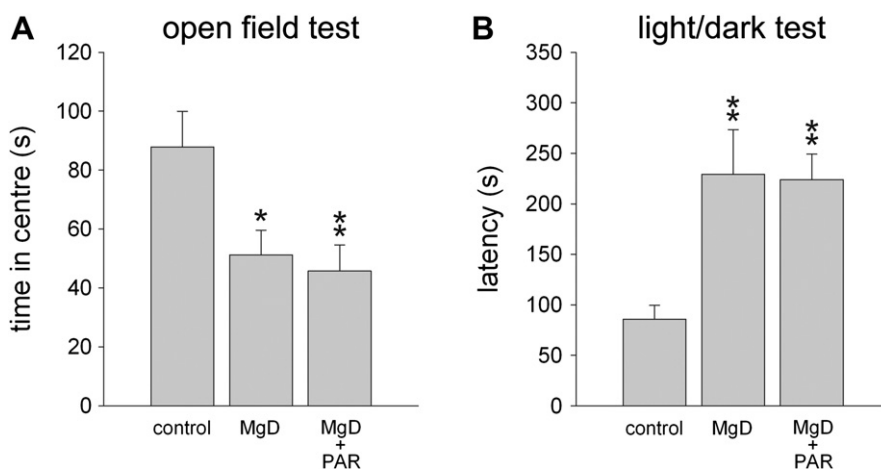 A open field test
time in centre (s)
120
100
80
60
40
20
0
*
**
control MgD MgD
+
PAR
B light/dark test
latency (s)
350
300
250
200
150
100
50
0
**
**
control MgD MgD
+
PAR